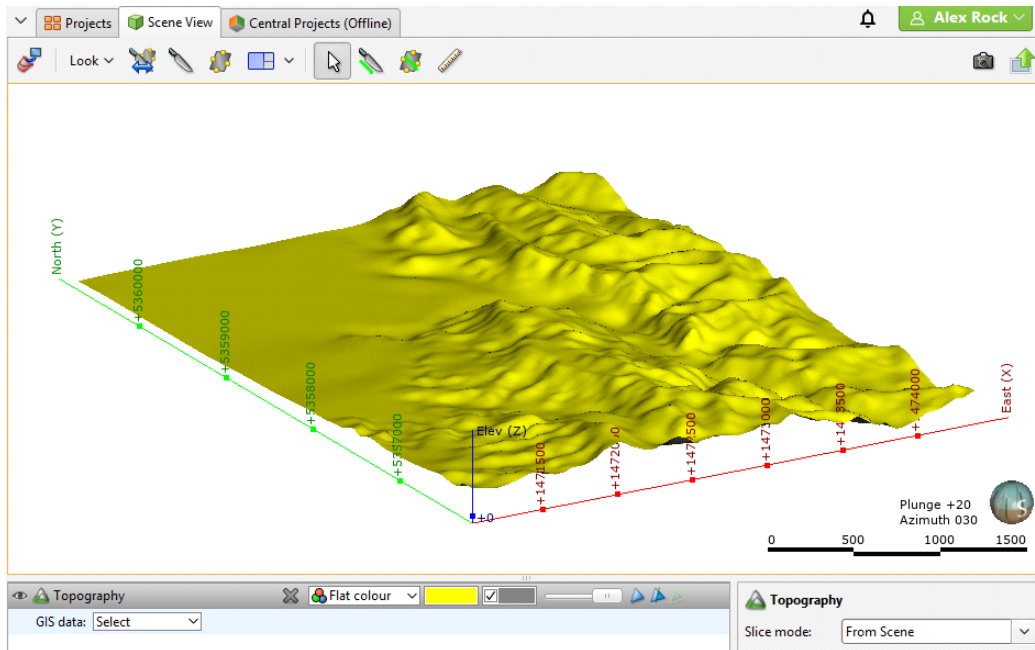 Projects Scene View Central Projects (Offline) Alex Rock
Look
North (Y)
+5360000
+5359000
+5358000
+5357000
Elev (Z)
+0
+1471500
+1472500
+1473000
+474000
East (X)
Plunge +20
Azimuth 030
0 500 1000 1500
Topography Flat colour
GIS data: Select
Topography
Slice mode: From Scene